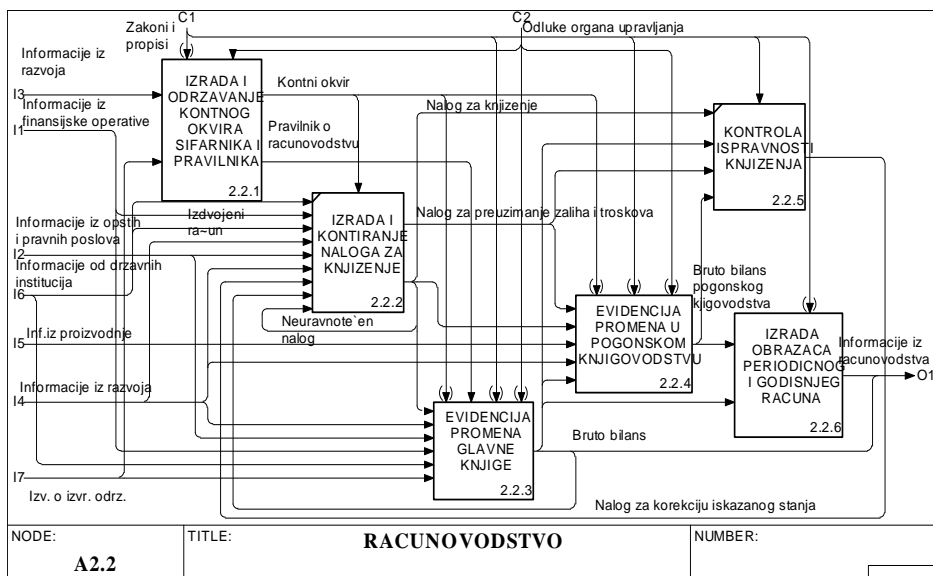 C1
C2
Zakoni i
propisi
Odluke organa upravljanja
Informacije iz
razvoja
I3
Informacije iz
finansijske operative
I1
IZRADA I
ODRZAVANJE
KONTNOG
OKVIRA
SIFARNIKA I
PRAVILNIKA
2.2.1
Kontni okvir
Pravilnik o
racunovodstvu
Nalog za knjizenje
KONTROLA
ISPRAVNOSTI
KNJIZENJA
2.2.5
Informacije iz opstih
i pravnih poslova
I2
Informacije od drzavnih
institucija
I6
Izdvojeni
ra~un
IZRADA I
KONTIRANJE
NALOGA ZA
KNJIZENJE
2.2.2
Nalog za preuzimanje zaliha i troskova
Neuravnote`en
nalog
Bruto bilans
pogonskog
kjigovodstva
I5
Inf.iz proizvodnje
EVIDENCIJA
PROMENA U
POGONSKOM
KNJIGOVODSTVU
2.2.4
IZRADA
OBRAZACA
PERIODICNOG
I GODISNJEG
RACUNA
2.2.6
Informacije iz
racunovodstva
O1
Informacije iz razvoja
I4
EVIDENCIJA
PROMENA
GLAVNE
KNJIGE
2.2.3
Bruto bilans
I7
Izv. o izvr. odrz.
Nalog za korekciju iskazanog stanja
NODE:
A2.2
TITLE:
RACUNOVODSTVO
NUMBER: